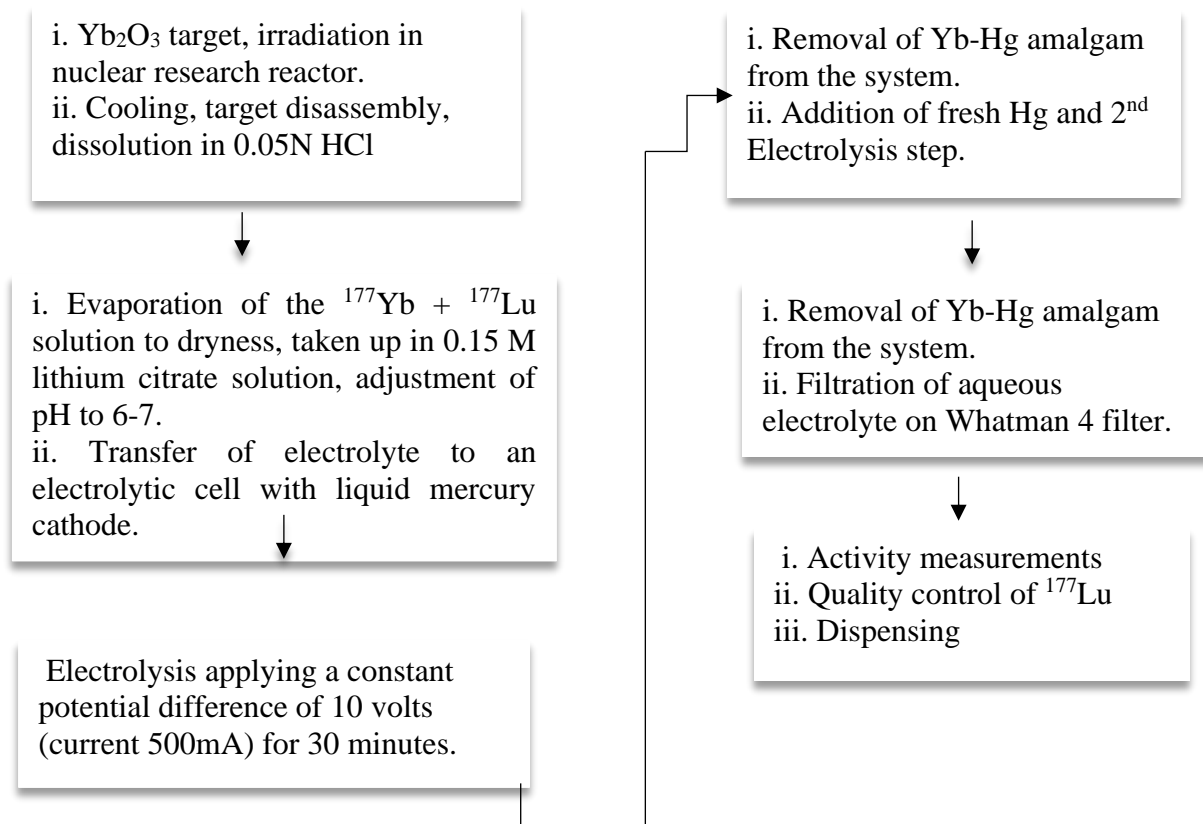 i. Yb₂O₃ target, irradiation in
nuclear research reactor.
ii. Cooling, target disassembly,
dissolution in 0.05N HCl
i. Evaporation of the ¹⁷⁷Yb + ¹⁷⁷Lu
solution to dryness, taken up in 0.15 M
lithium citrate solution, adjustment of
pH to 6-7.
ii. Transfer of electrolyte to an
electrolytic cell with liquid mercury
cathode.
Electrolysis applying a constant
potential difference of 10 volts
(current 500mA) for 30 minutes.
i. Removal of Yb-Hg amalgam
from the system.
ii. Addition of fresh Hg and 2ⁿᵈ
Electrolysis step.
i. Removal of Yb-Hg amalgam
from the system.
ii. Filtration of aqueous
electrolyte on Whatman 4 filter.
i. Activity measurements
ii. Quality control of ¹⁷⁷Lu
iii. Dispensing